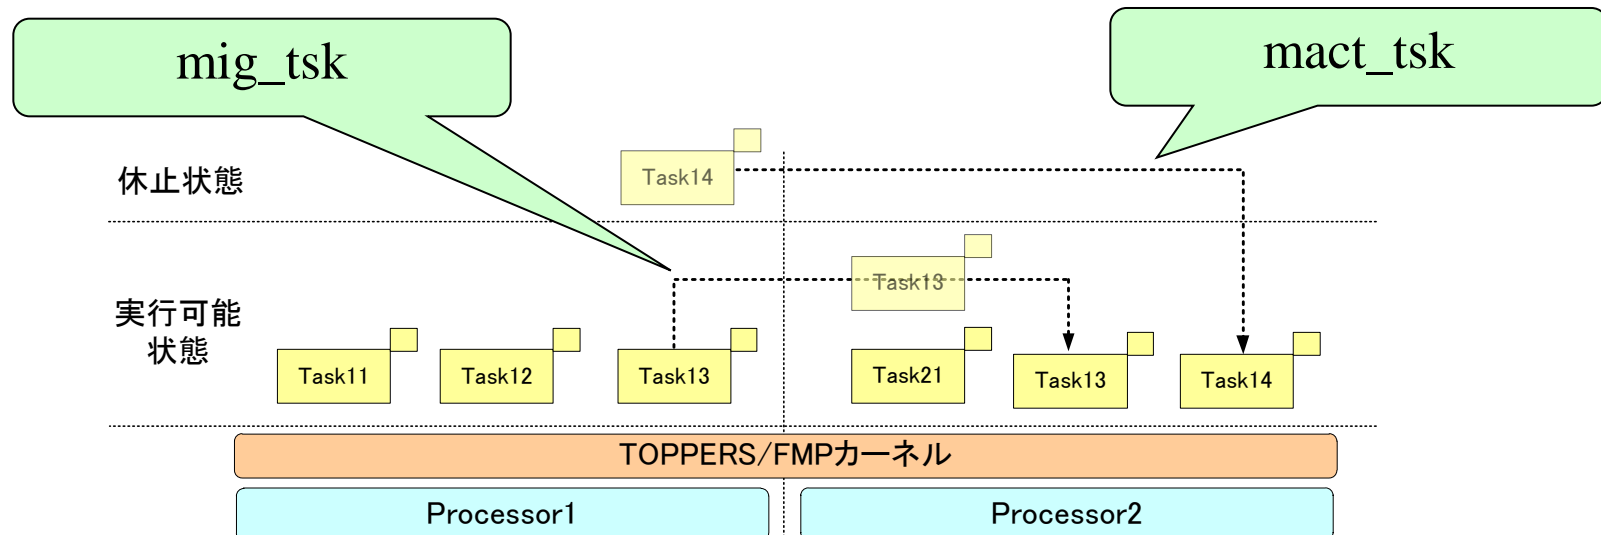 mig_tsk
mact_tsk
休止状態
Task14
実行可能
状態
Task13
Task11
Task12
Task13
Task21
Task13
Task14
TOPPERS/FMPカーネル
Processor1
Processor2